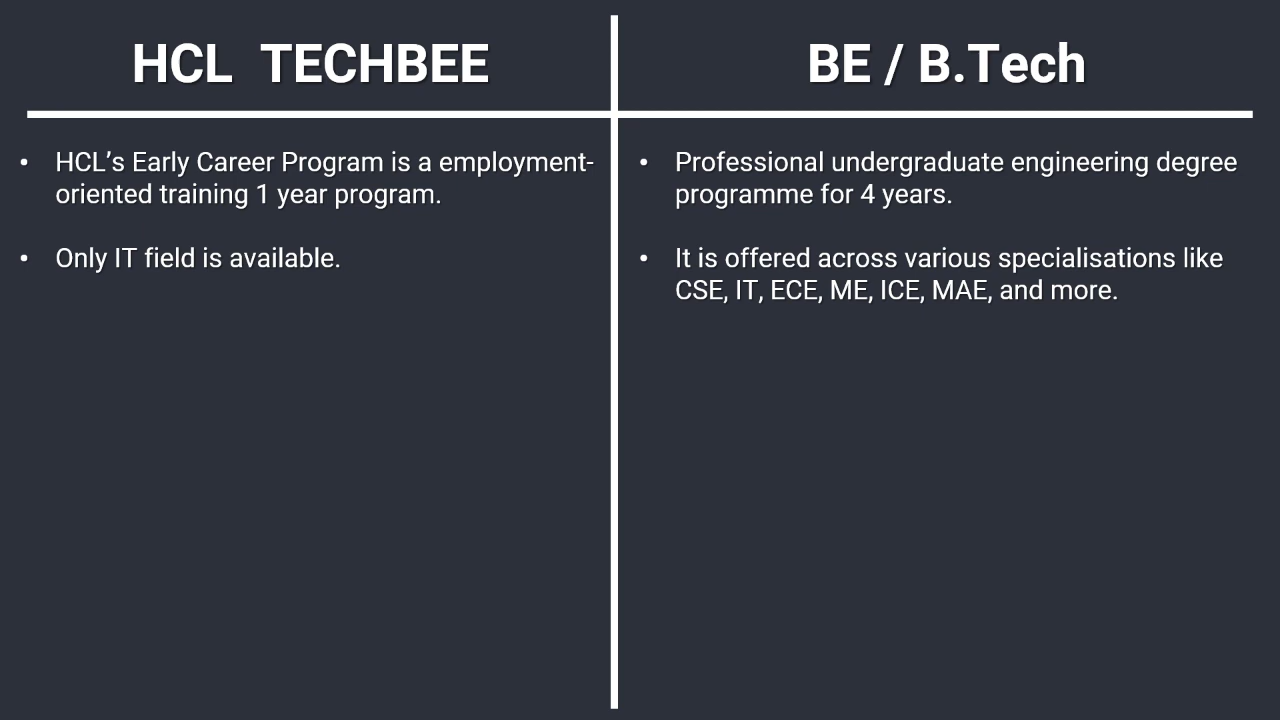 HCL TECHBEE
BE / B.Tech
• HCL’s Early Career Program is a employment-
oriented training 1 year program.
• Only IT field is available.
• Professional undergraduate engineering degree
programme for 4 years.
• It is offered across various specialisations like
CSE, IT, ECE, ME, ICE, MAE, and more.